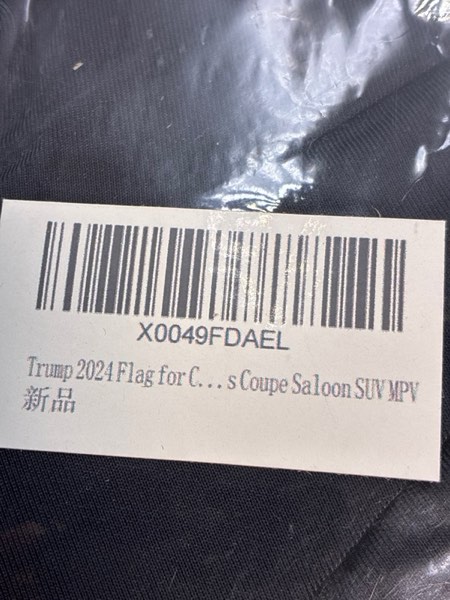 X0049FDAEL
Trump 2024 Flag for C...s Coupe Saloon SUV MPV
新品